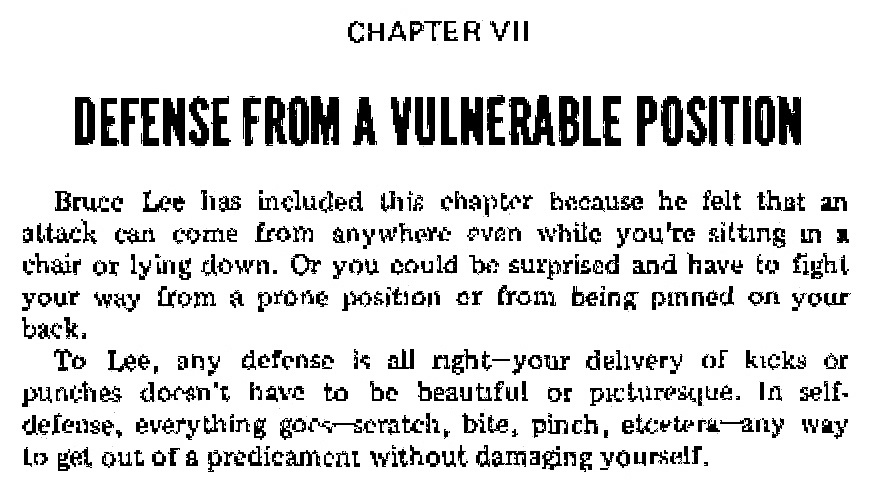 CHAPTER VII
DEFENSE FROM A VULNERABLE POSITION
Bruce Lee has included this chapter because he felt that an
attack can come from anywhere even while you're sitting in a
chair or lying down. Or you could be surprised and have to fight
your way from a prone position or from being pinned on your
back.
To Lee, any defense is all right—your delivery of kicks or
punches doesn't have to be beautiful or picturesque. In self-
defense, everything goes—scratch, bite, pinch, etcetera—any way
to get out of a predicament without damaging yourself.